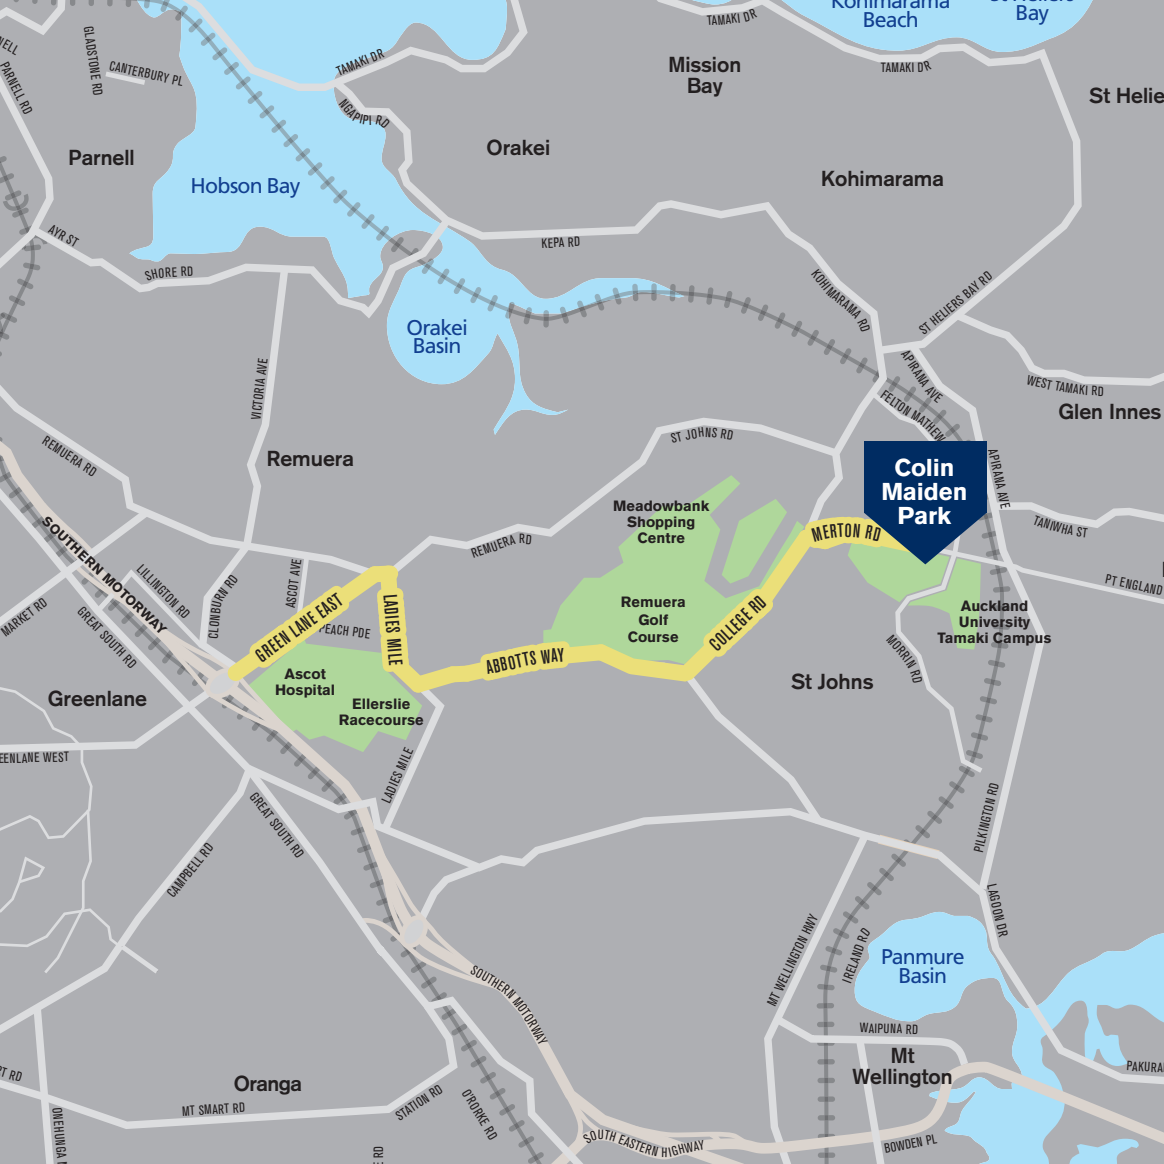 Kohimarama
Beach
St Heliers
Bay
TAMAKI DR
TAMAKI DR
TAMAKI DR
GLADSTONE RD
CANTERBURY PL
PARNELL RD
NGAPIPI RD
Mission
Bay
St Helie
Orakei
Parnell
Kohimarama
Hobson Bay
AYR ST
SHORE RD
KEPA RD
KOHIMARAMA RD
ST HELIERS BAY RD
Orakei
Basin
VICTORIA AVE
APIRANA AVE
WEST TAMAKI RD
FELTON MATHEW
Glen Innes
REMUERA RD
Remuera
ST JOHNS RD
Colin
Maiden
Park
APIRANA AVE
Meadowbank
Shopping
Centre
SOUTHERN MOTORWAY
REMUERA RD
MERTON RD
TANIWHA ST
LILLINGTON RD
CLONBURN RD
ASCOT AVE
PT ENGLAND
MARKET RD
GREAT SOUTH RD
GREEN LANE EAST
PEACH PDE
LADIES MILE
Remuera
Golf
Course
COLLEGE RD
Auckland
University
Tamaki Campus
ABBOTTS WAY
MORRIN RD
Ascot
Hospital
Ellerslie
Racecourse
Greenlane
St Johns
EENLANE WEST
LADIES MILE
GREAT SOUTH RD
PILKINGTON RD
CAMPBELL RD
LAGOON DR
MT WELLINGTON HWY
IRELAND RD
Panmure
Basin
SOUTHERN MOTORWAY
WAIPUNA RD
Mt
Wellington
PAKURA
Oranga
RT RD
MT SMART RD
STATION RD
O'RORKE RD
ONEHUNGA
SOUTH EASTERN HIGHWAY
BOWDEN PL
E RD